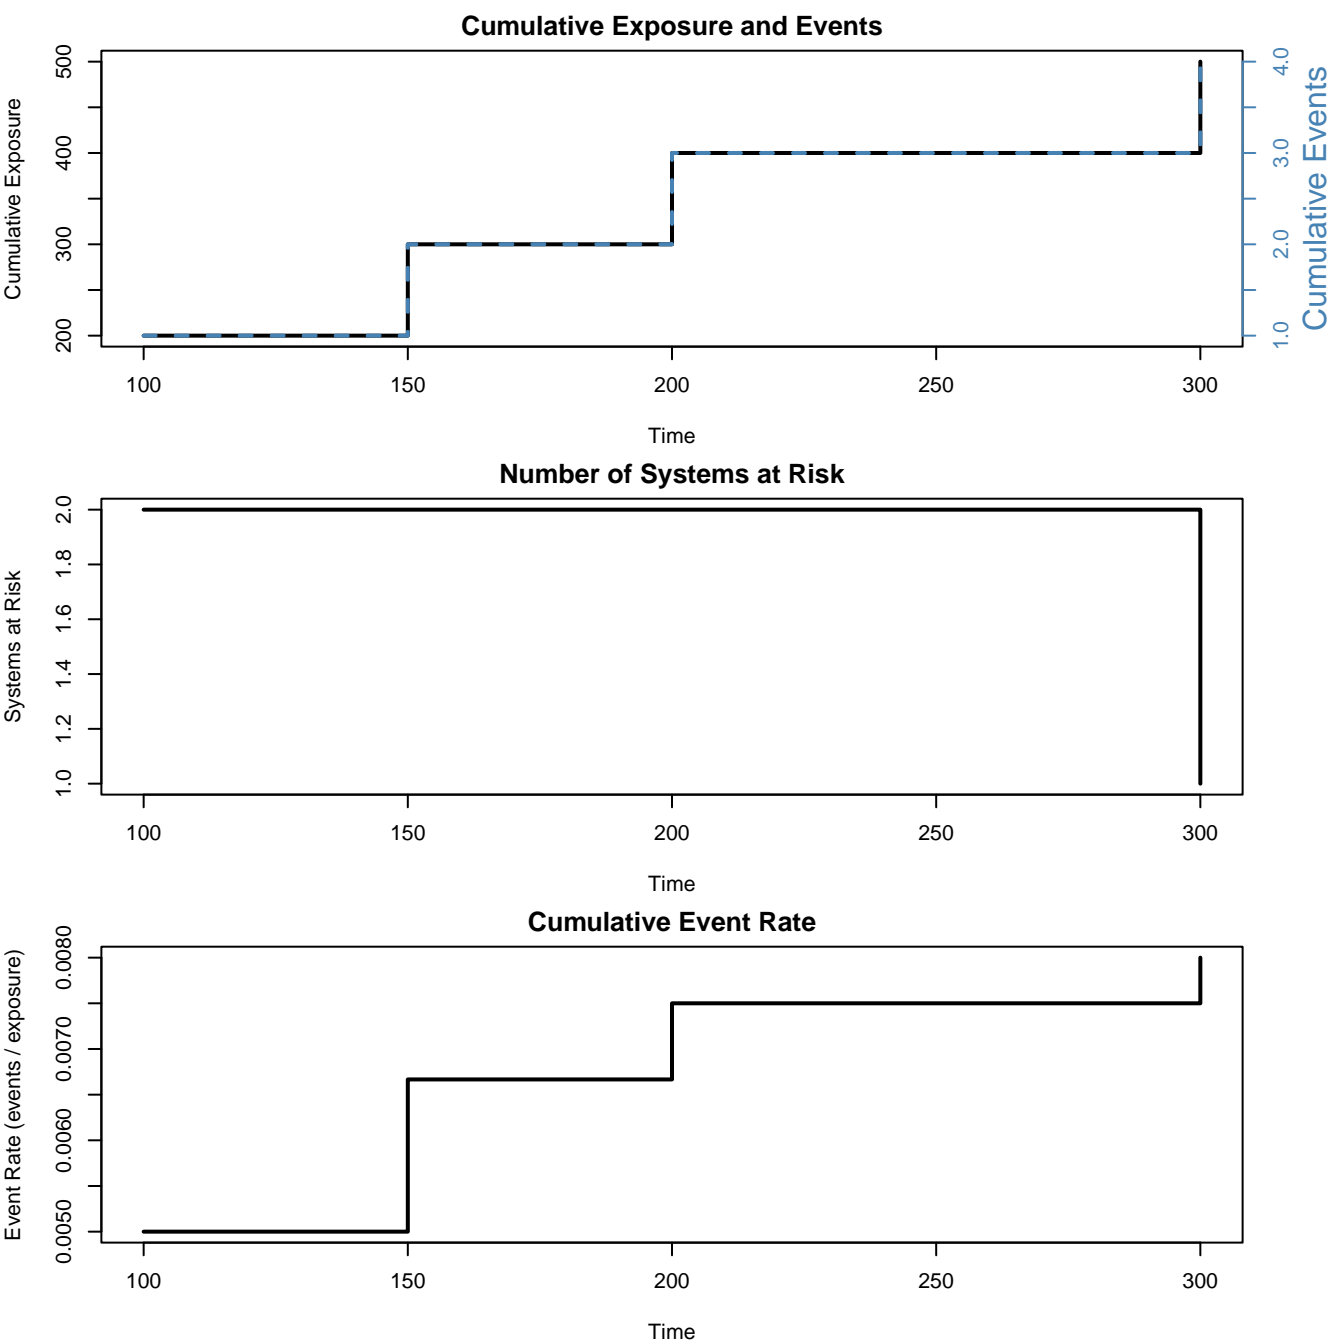 Cumulative Exposure and Events
Cumulative Exposure
500
400
300
200
4.0
3.0
2.0
1.0
Cumulative Events
100 150 200 250 300
Time
Number of Systems at Risk
Systems at Risk
2.0
1.8
1.6
1.4
1.2
1.0
100 150 200 250 300
Time
Cumulative Event Rate
Event Rate (events / exposure)
0.0080
0.0070
0.0060
0.0050
100 150 200 250 300
Time